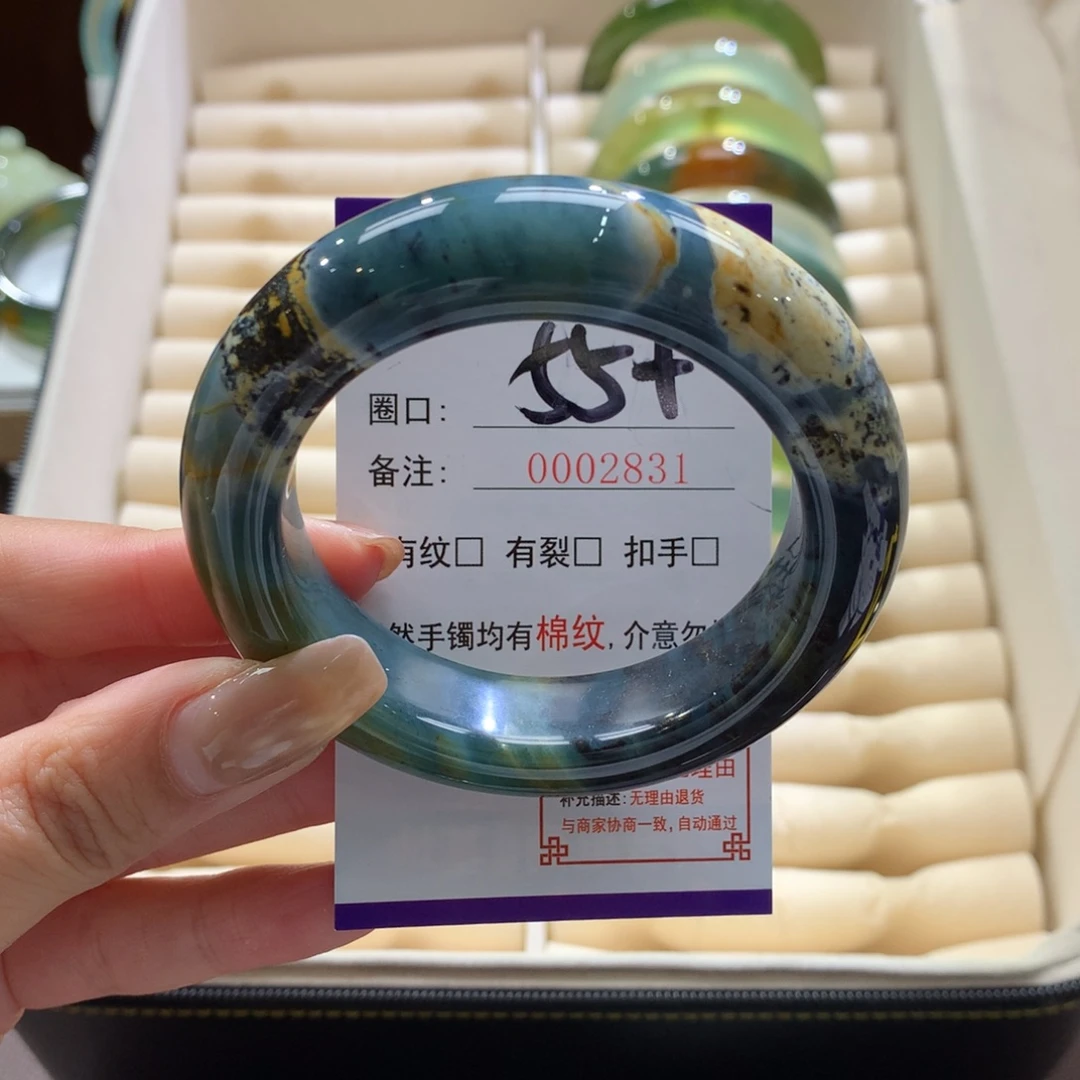 圈口: 55+
备注: 0002831
有纹□ 有裂□ 扣手□
然手镯均有棉纹, 介意勿
理由
补充描述: 无理由退货
与商家协商一致, 自动通过